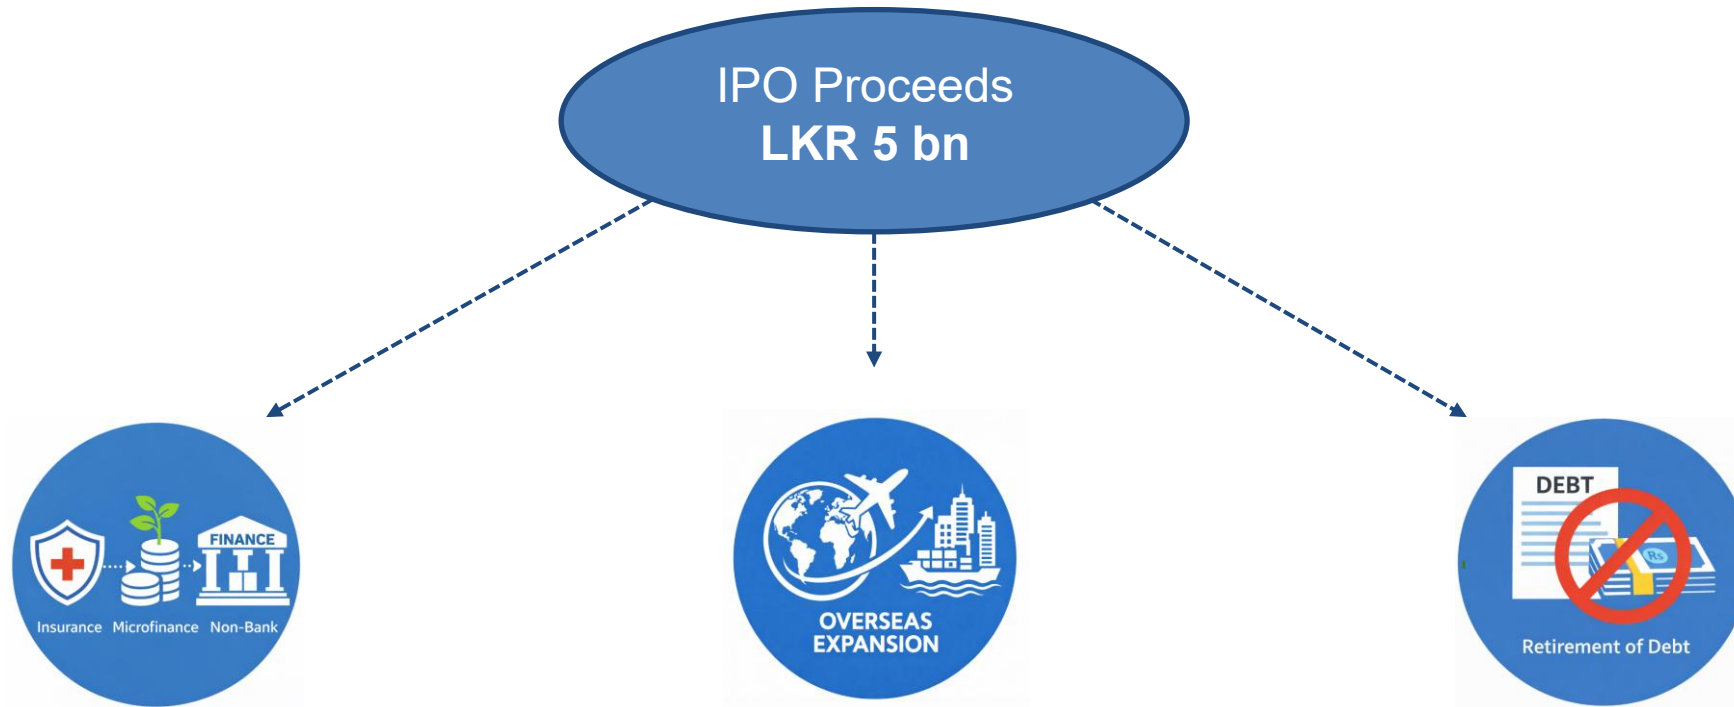 IPO Proceeds
LKR 5 bn
FINANCE
Insurance Microfinance Non-Bank
OVERSEAS
EXPANSION
DEBT
Rs
Retirement of Debt